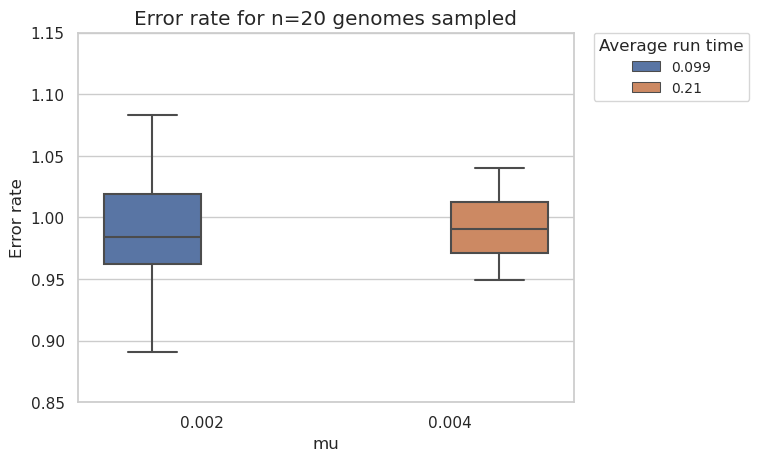 Error rate for n=20 genomes sampled
1.15
1.10
1.05
1.00
0.95
0.90
0.85
Error rate
0.002
0.004
mu
Average run time
0.099
0.21